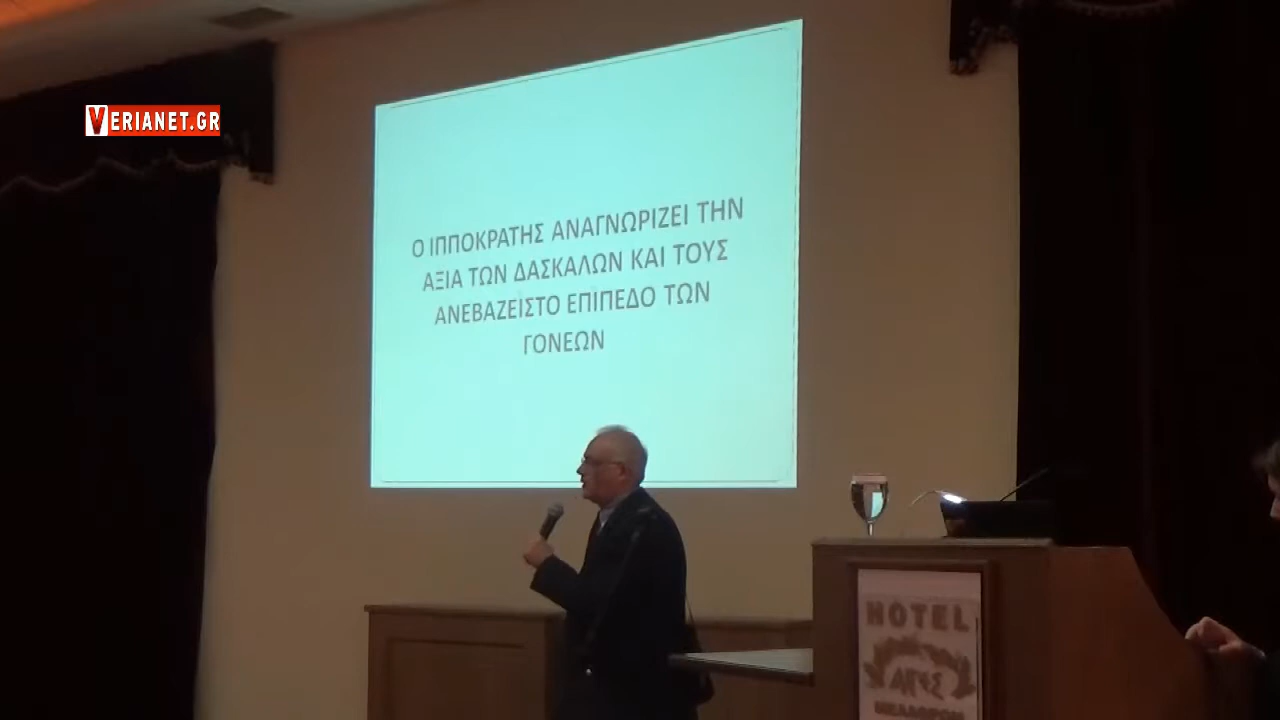 VERIANET.GR
Ο ΙΠΠΟΚΡΑΤΗΣ ΑΝΑΓΝΩΡΙΖΕΙ ΤΗΝ
ΑΞΙΑ ΤΩΝ ΔΑΣΚΑΛΩΝ ΚΑΙ ΤΟΥΣ
ΑΝΕΒΑΖΕΙΣΤΟ ΕΠΙΠΕΔΟ ΤΩΝ
ΓΟΝΕΩΝ
HOTEL